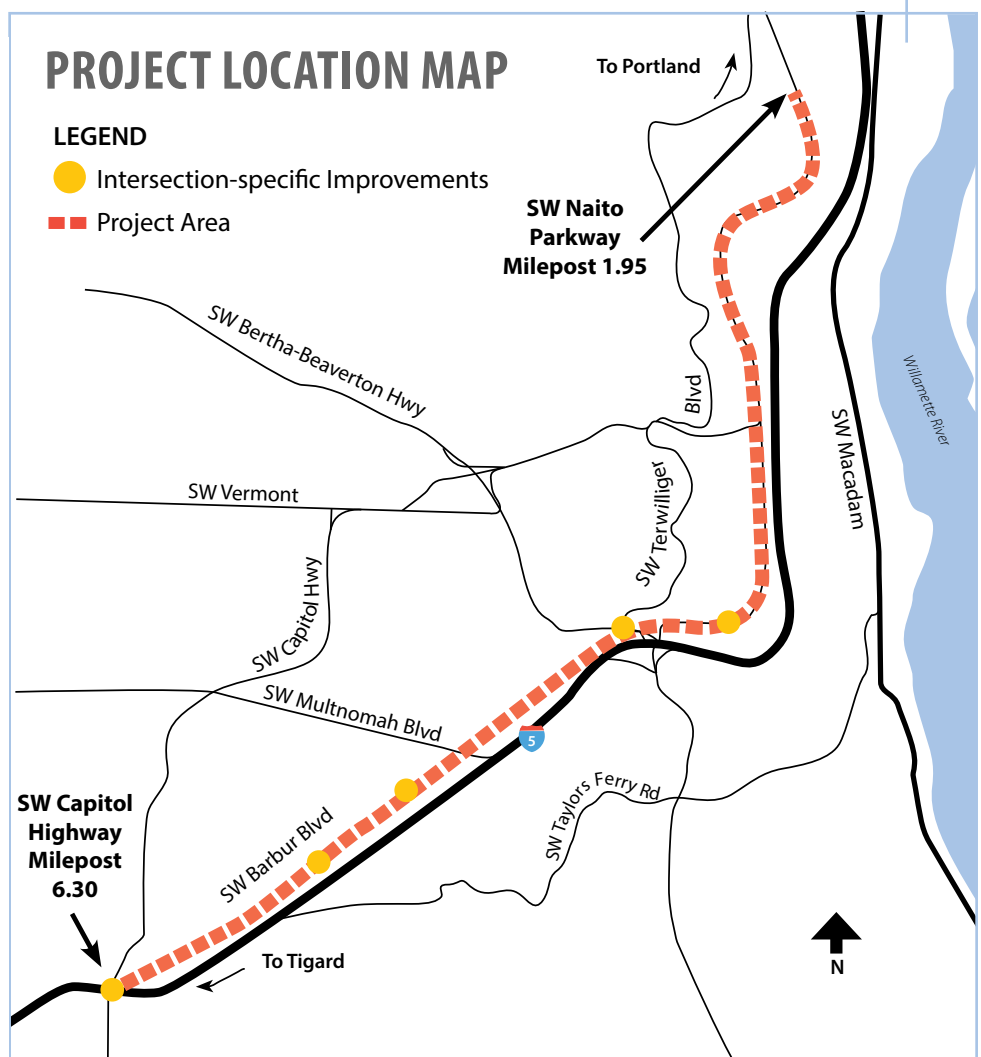 PROJECT LOCATION MAP
To Portland
LEGEND
Intersection-specific Improvements
Project Area
SW Naito
Parkway
Milepost 1.95
SW Bertha-Beaverton Hwy
Blvd
Willamette River
SW Macadam
SW Vermont
SW Terwilliger
SW Capitol Hwy
SW Multnomah Blvd
5
SW Taylors Ferry Rd
SW Capitol
Highway
Milepost
6.30
SW Barbur Blvd
To Tigard
N